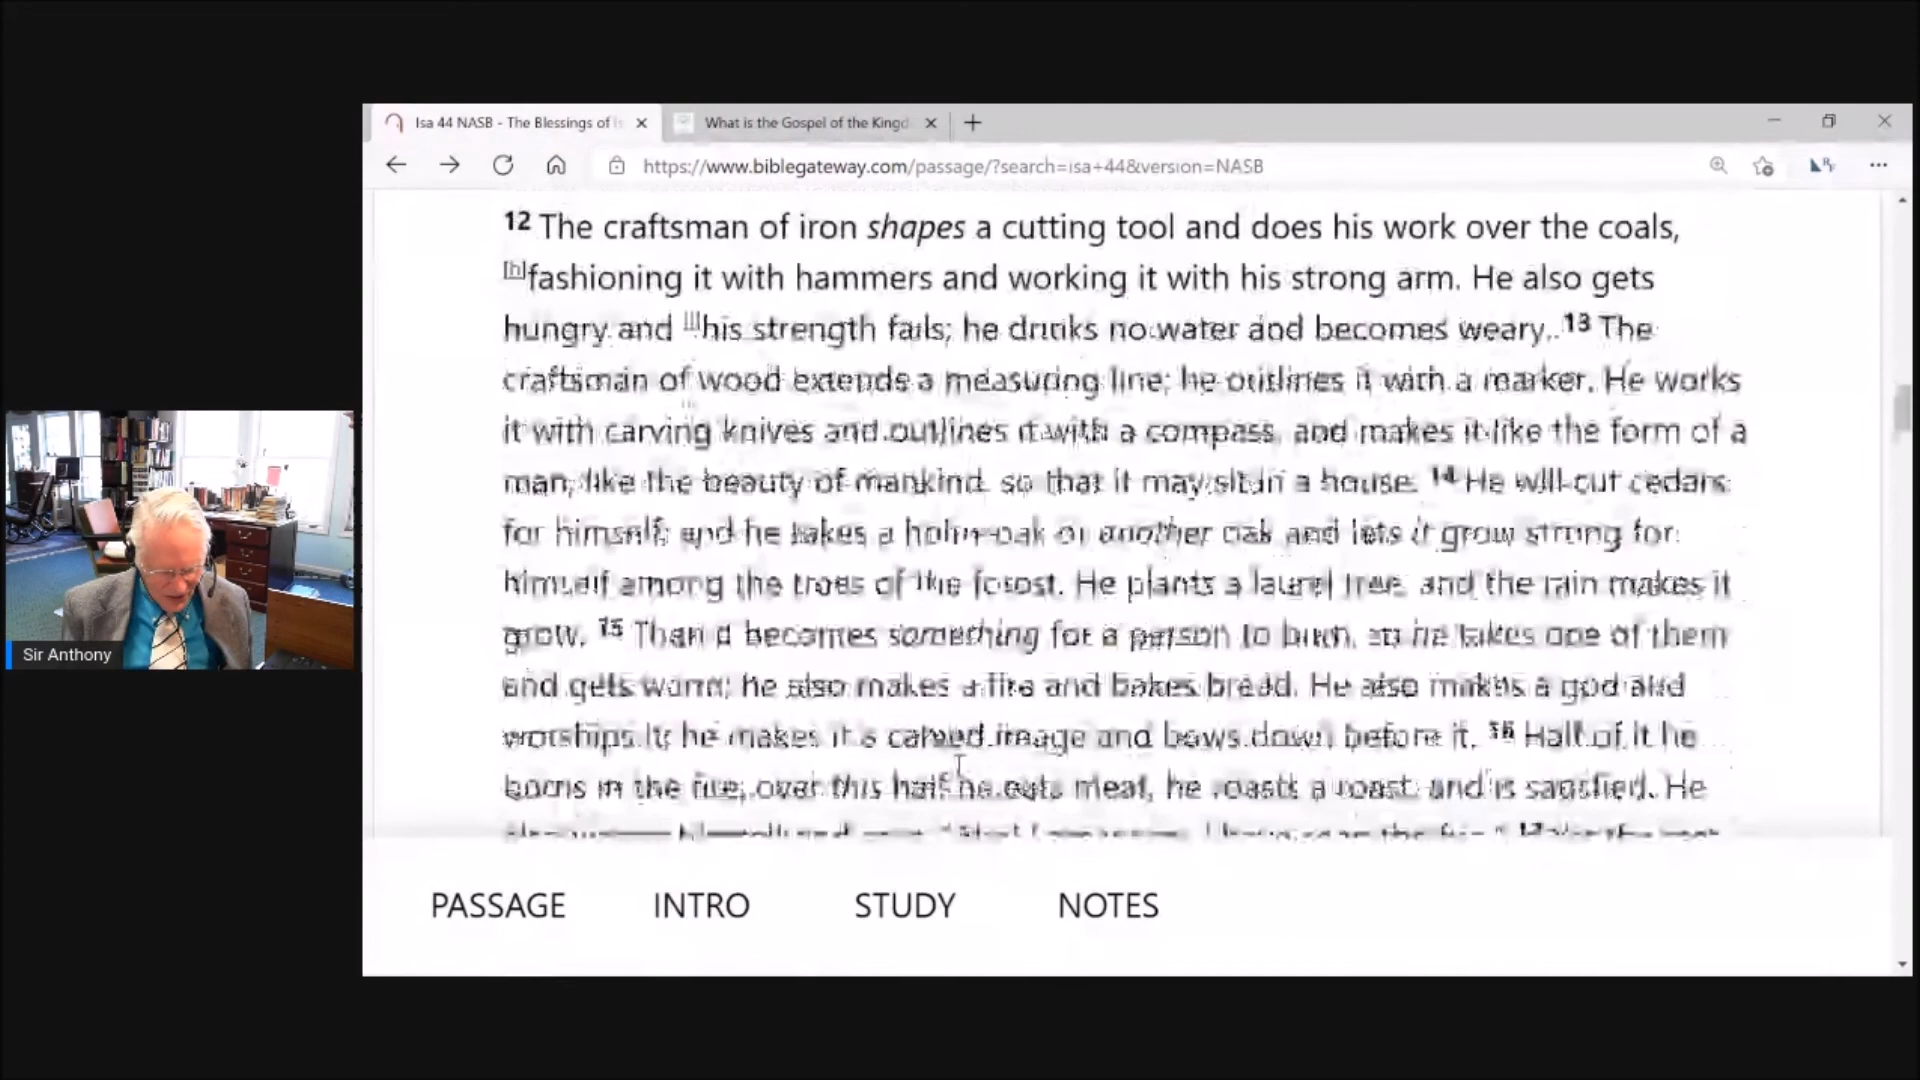 Isa 44 NASB - The Blessings of Is
What is the Gospel of the Kingd
https://www.biblegateway.com/passage/?search=isa+44&version=NASB
12 The craftsman of iron shapes a cutting tool and does his work over the coals,
[h]fashioning it with hammers and working it with his strong arm. He also gets
hungry and his strength fails; he drinks no water and becomes weary. 13 The
craftsman of wood extends a measuring line; he outlines it with a marker. He works
it with carving knives and outlines it with a compass, and makes it like the form of a
man, like the beauty of mankind, so that it may sit in a house. 14 He will cut cedars
for himself, and he takes a holm-oak or another oak and lets it grow strong for
himself among the trees of the forest. He plants a laurel tree, and the rain makes it
grow. 15 Then it becomes something for a person to burn, so he takes one of them
and gets warm; he also makes a fire and bakes bread. He also makes a god and
worships it; he makes it a carved image and bows down before it. 16 Half of it he
burns in the fire; over this half he eats meat, he roasts a roast and is satisfied. He
PASSAGE INTRO STUDY NOTES
Sir Anthony